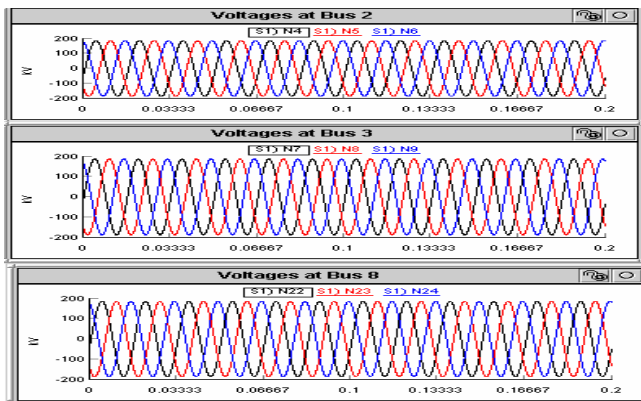 Voltages at Bus 2
S1) N4 S1) N5 S1) N6
200
100
0
-100
-200
kV
0 0.03333 0.06667 0.1 0.13333 0.16667 0.2
Voltages at Bus 3
S1) N7 S1) N8 S1) N9
200
100
0
-100
-200
kV
0 0.03333 0.06667 0.1 0.13333 0.16667 0.2
Voltages at Bus 8
S1) N22 S1) N23 S1) N24
200
100
0
-100
-200
kV
0 0.03333 0.06667 0.1 0.13333 0.16667 0.2